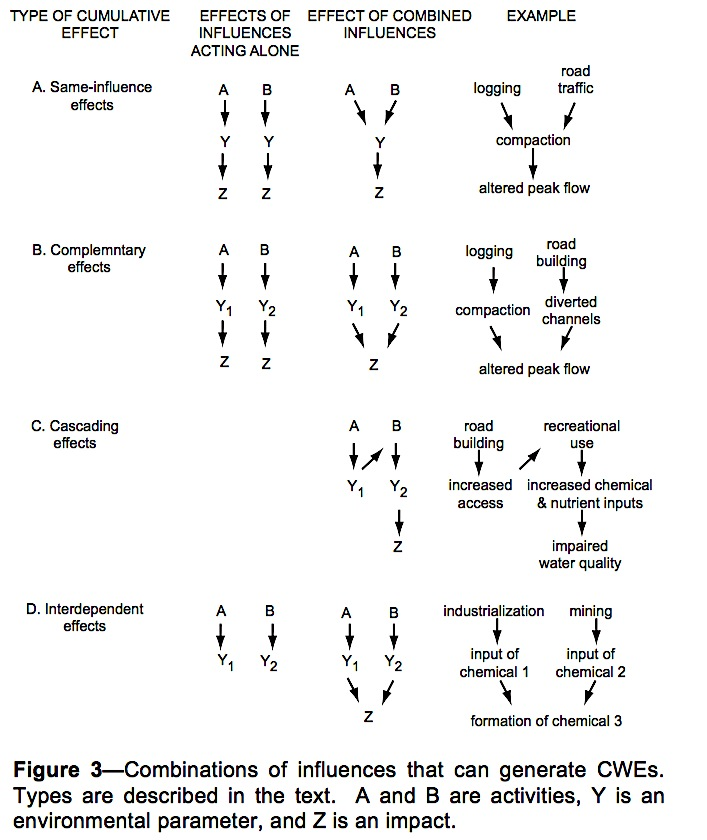 TYPE OF CUMULATIVE EFFECTS OF EFFECT OF COMBINED EXAMPLE
EFFECT INFLUENCES INFLUENCES
ACTING ALONE
A. Same-influence
effects
A B
Y Y
Z Z
A B
Y
Z
logging road
traffic
compaction
altered peak flow
B. Complemntary
effects
A B
Y1 Y2
Z Z
A B
Y1 Y2
Z
logging road
building
compaction diverted
channels
altered peak flow
C. Cascading
effects
A B
Y1 Y2
Z
road recreational
building use
increased increased chemical
access & nutrient inputs
impaired
water quality
D. Interdependent
effects
A B
Y1 Y2
A B
Y1 Y2
Z
industrialization mining
input of input of
chemical 1 chemical 2
formation of chemical 3
Figure 3—Combinations of influences that can generate CWEs.
Types are described in the text. A and B are activities, Y is an
environmental parameter, and Z is an impact.